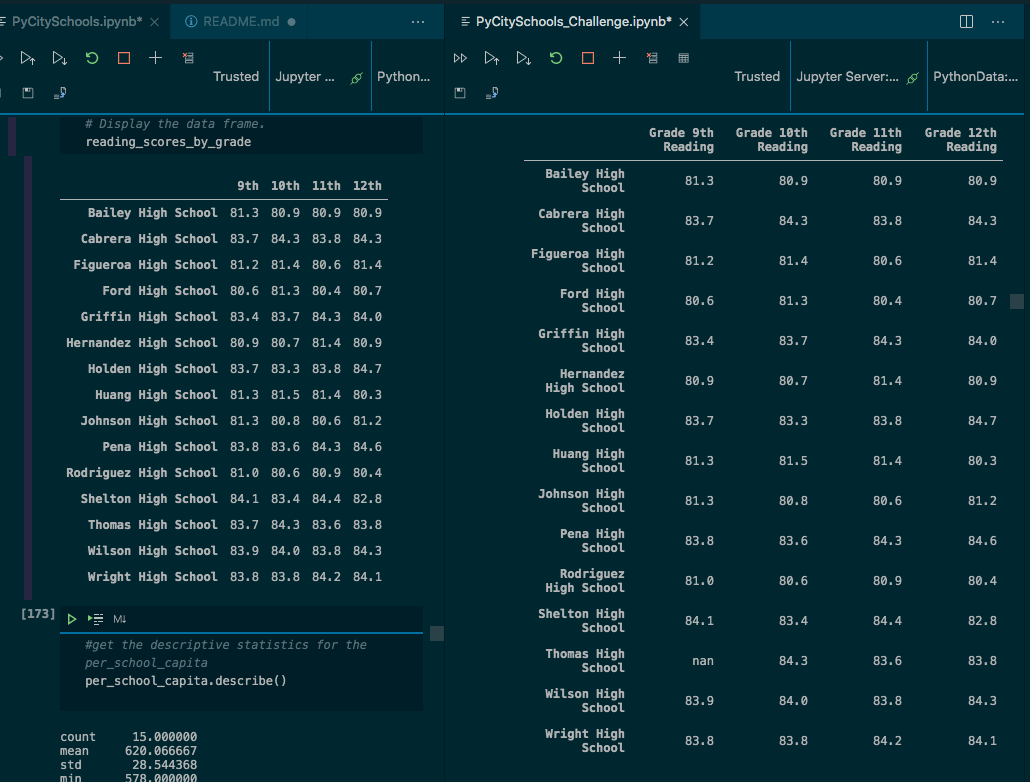 PyCitySchools.ipynb*
README.md
Trusted
Jupyter ...
Python...
# Display the data frame.
reading_scores_by_grade
9th 10th 11th 12th
Bailey High School 81.3 80.9 80.9 80.9
Cabrera High School 83.7 84.3 83.8 84.3
Figueroa High School 81.2 81.4 80.6 81.4
Ford High School 80.6 81.3 80.4 80.7
Griffin High School 83.4 83.7 84.3 84.0
Hernandez High School 80.9 80.7 81.4 80.9
Holden High School 83.7 83.3 83.8 84.7
Huang High School 81.3 81.5 81.4 80.3
Johnson High School 81.3 80.8 80.6 81.2
Pena High School 83.8 83.6 84.3 84.6
Rodriguez High School 81.0 80.6 80.9 80.4
Shelton High School 84.1 83.4 84.4 82.8
Thomas High School 83.7 84.3 83.6 83.8
Wilson High School 83.9 84.0 83.8 84.3
Wright High School 83.8 83.8 84.2 84.1
[173]
M↓
#get the descriptive statistics for the
per_school_capita
per_school_capita.describe()
count 15.000000
mean 620.066667
std 28.544368
min 578.000000
PyCitySchools_Challenge.ipynb*
Trusted
Jupyter Server:...
PythonData:...
Grade 9th Grade 10th Grade 11th Grade 12th
Reading Reading Reading Reading
Bailey High
School 81.3 80.9 80.9 80.9
Cabrera High
School 83.7 84.3 83.8 84.3
Figueroa High
School 81.2 81.4 80.6 81.4
Ford High
School 80.6 81.3 80.4 80.7
Griffin High
School 83.4 83.7 84.3 84.0
Hernandez
High School 80.9 80.7 81.4 80.9
Holden High
School 83.7 83.3 83.8 84.7
Huang High
School 81.3 81.5 81.4 80.3
Johnson High
School 81.3 80.8 80.6 81.2
Pena High
School 83.8 83.6 84.3 84.6
Rodriguez
High School 81.0 80.6 80.9 80.4
Shelton High
School 84.1 83.4 84.4 82.8
Thomas High
School nan 84.3 83.6 83.8
Wilson High
School 83.9 84.0 83.8 84.3
Wright High
School 83.8 83.8 84.2 84.1